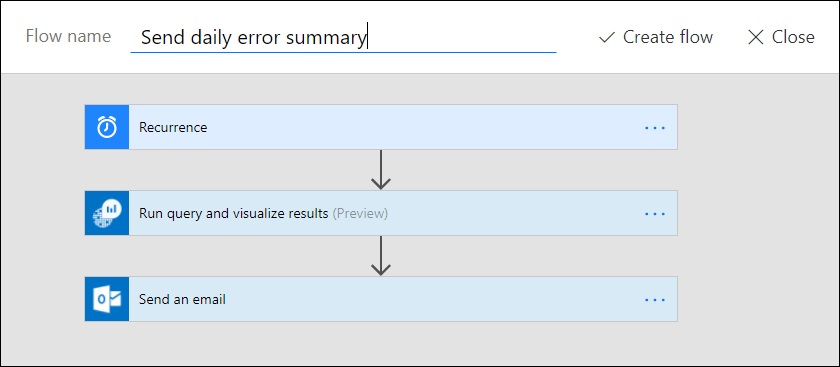 Flow name Send daily error summary Create flow Close
Recurrence
Run query and visualize results (Preview)
Send an email